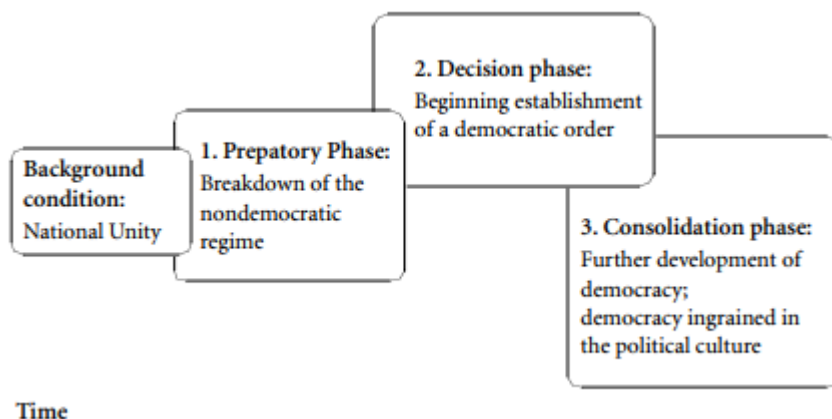 Background
condition:
National Unity
1. Prepatory Phase:
Breakdown of the
nondemocratic
regime
2. Decision phase:
Beginning establishment
of a democratic order
3. Consolidation phase:
Further development of
democracy;
democracy ingrained in
the political culture
Time